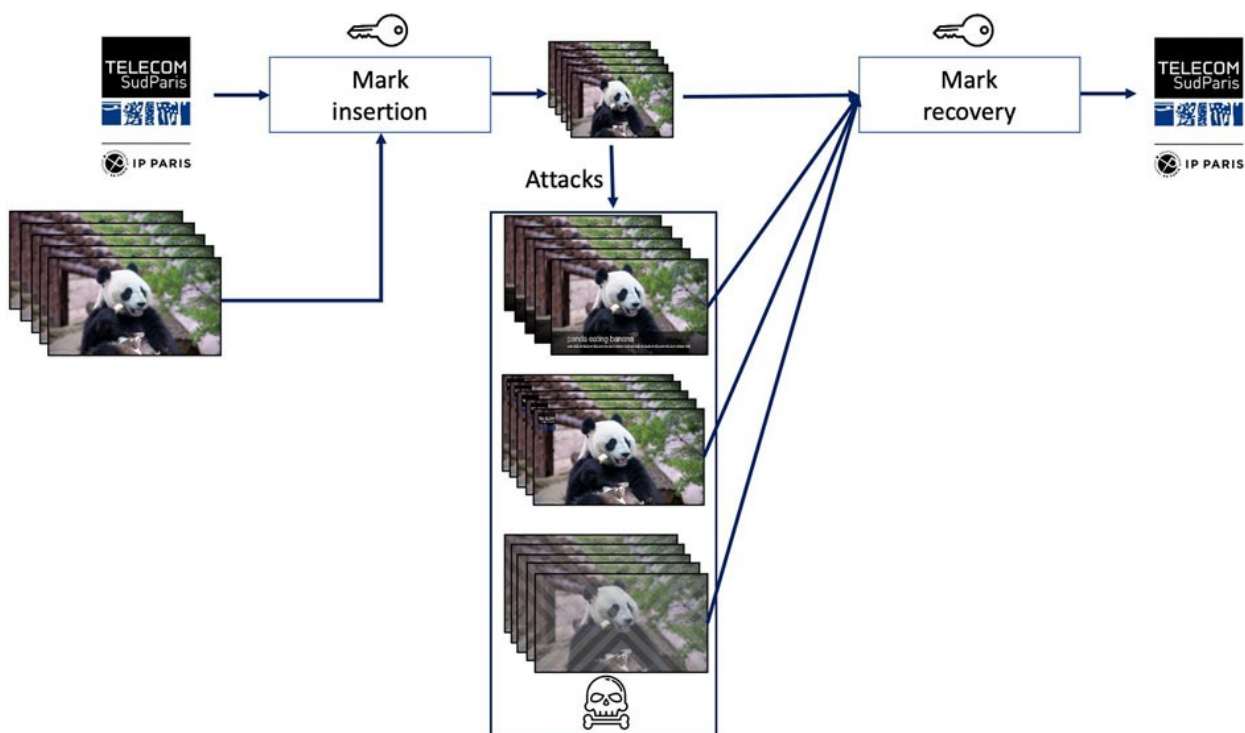 TELECOM
SudParis
IP PARIS
Mark
insertion
Attacks
panda eating banana
Mark
recovery
TELECOM
SudParis
IP PARIS